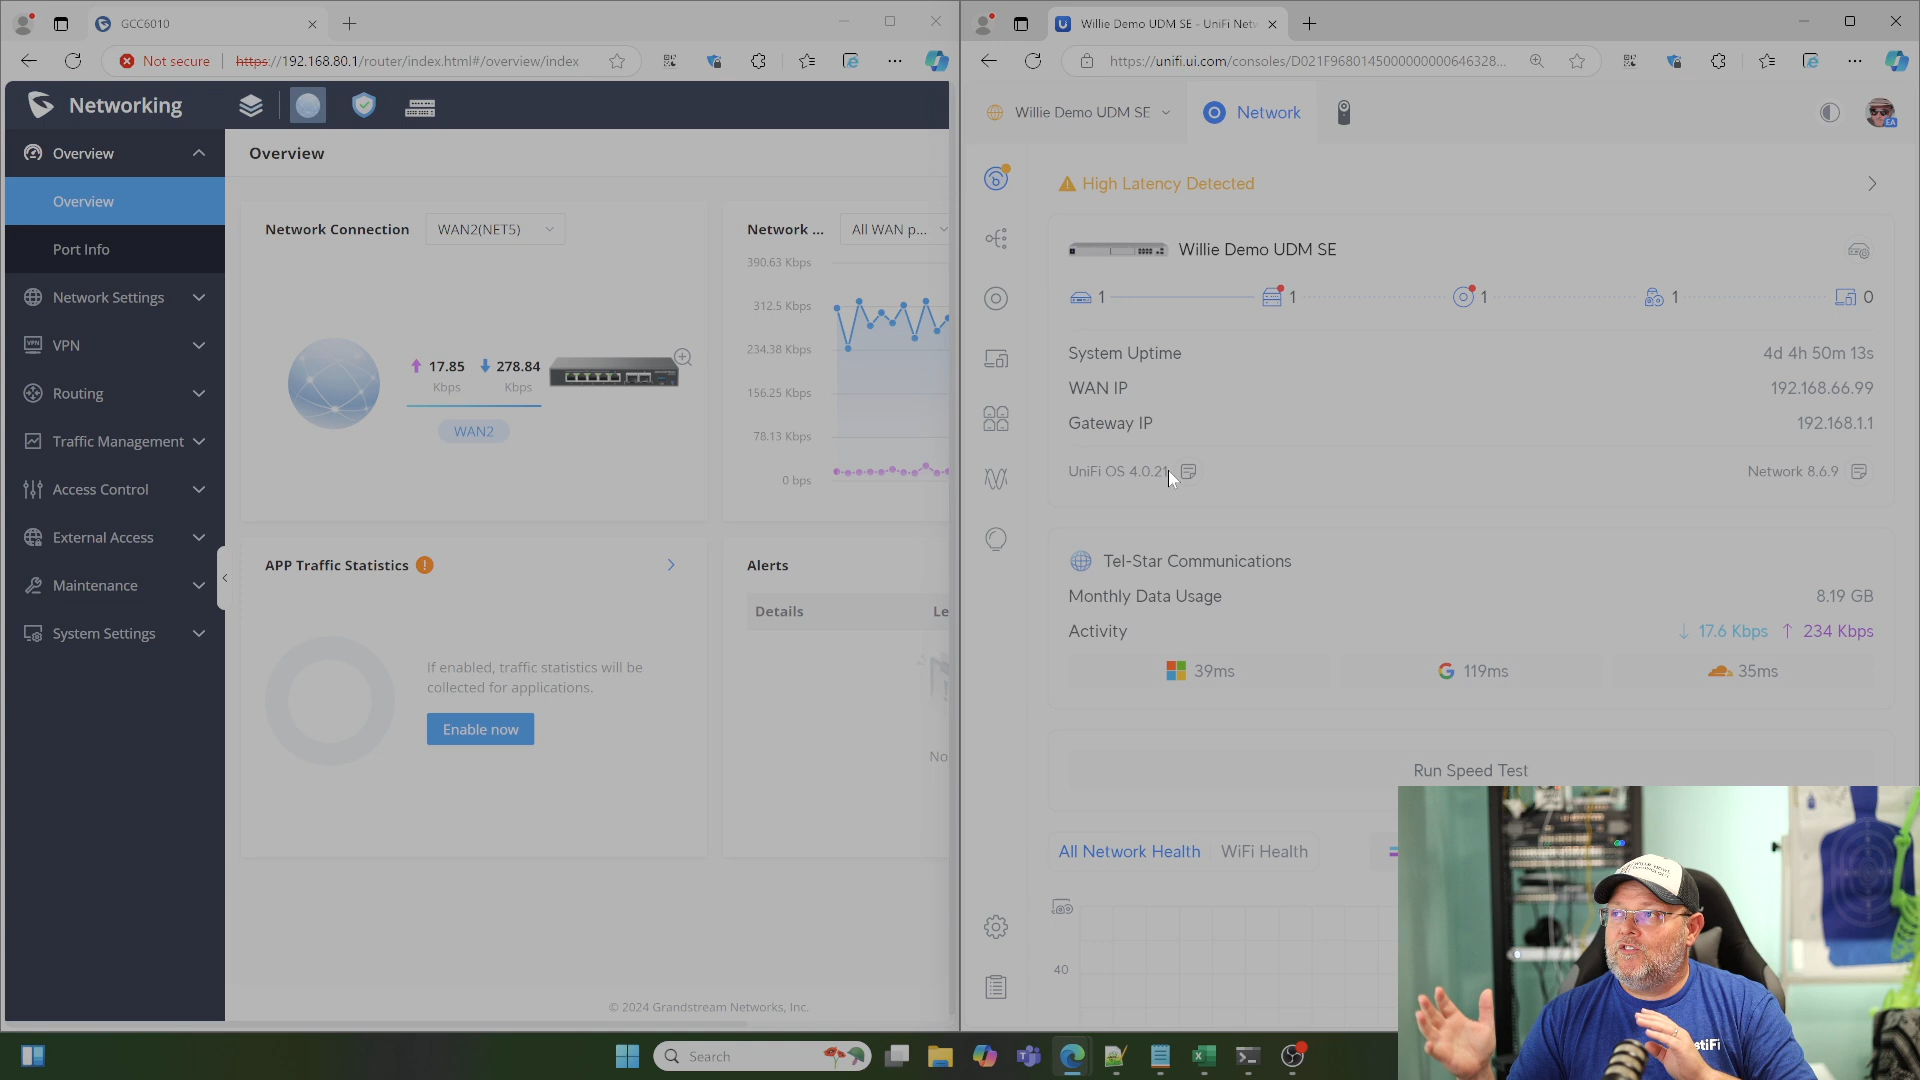 GCC6010
Willie Demo UDM SE - UniFi Netw
Not secure
https://192.168.80.1/router/index.html#/overview/index
https://unifi.ui.com/consoles/D021F9680145000000000646328...
Networking
Willie Demo UDM SE
Network
EA
Overview
Overview
Port Info
Network Settings
VPN
VPN
Routing
Traffic Management
Access Control
External Access
Maintenance
System Settings
Overview
Network Connection
WAN2(NET5)
17.85
Kbps
278.84
Kbps
WAN2
Network ...
All WAN p...
390.63 Kbps
312.5 Kbps
234.38 Kbps
156.25 Kbps
78.13 Kbps
0 bps
APP Traffic Statistics
If enabled, traffic statistics will be
collected for applications.
Enable now
Alerts
Details
Le
No
© 2024 Grandstream Networks, Inc.
High Latency Detected
Willie Demo UDM SE
1
1
1
1
0
System Uptime
4d 4h 50m 13s
WAN IP
192.168.66.99
Gateway IP
192.168.1.1
UniFi OS 4.0.21
Network 8.6.9
Tel-Star Communications
Monthly Data Usage
8.19 GB
Activity
17.6 Kbps
234 Kbps
39ms
119ms
35ms
Run Speed Test
All Network Health
WiFi Health
40
Search